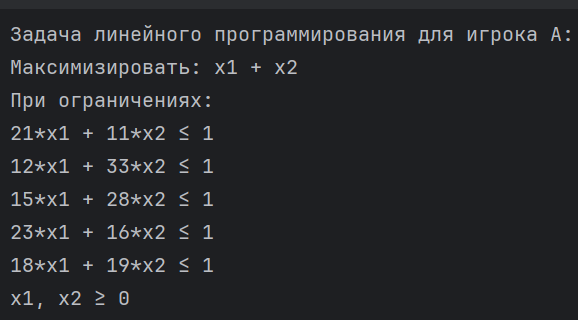 Задача линейного программирования для игрока A:
Максимизировать: x1 + x2
При ограничениях:
21*x1 + 11*x2 ≤ 1
12*x1 + 33*x2 ≤ 1
15*x1 + 28*x2 ≤ 1
23*x1 + 16*x2 ≤ 1
18*x1 + 19*x2 ≤ 1
x1, x2 ≥ 0